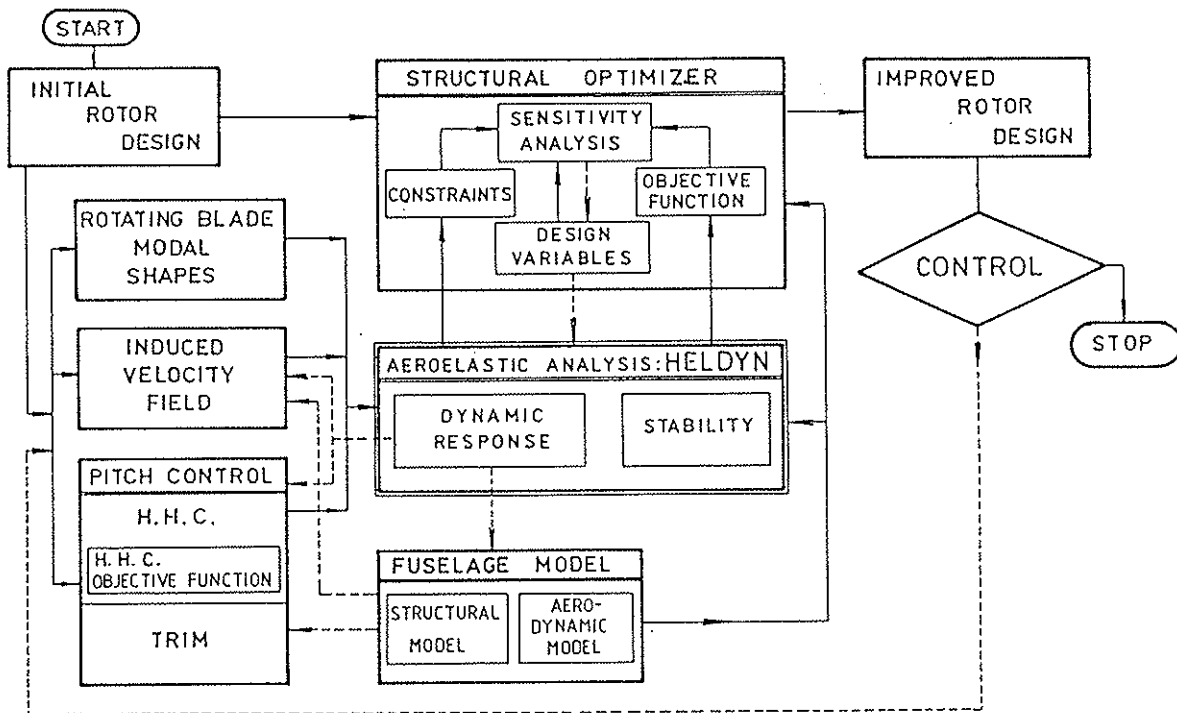 START
INITIAL
ROTOR
DESIGN
STRUCTURAL OPTIMIZER
SENSITIVITY
ANALYSIS
CONSTRAINTS
OBJECTIVE
FUNCTION
DESIGN
VARIABLES
IMPROVED
ROTOR
DESIGN
CONTROL
STOP
ROTATING BLADE
MODAL
SHAPES
INDUCED
VELOCITY
FIELD
AEROELASTIC ANALYSIS: HELDYN
DYNAMIC
RESPONSE
STABILITY
PITCH CONTROL
H.H.C.
H.H.C.
OBJECTIVE FUNCTION
TRIM
FUSELAGE MODEL
STRUCTURAL
MODEL
AERO-
DYNAMIC
MODEL